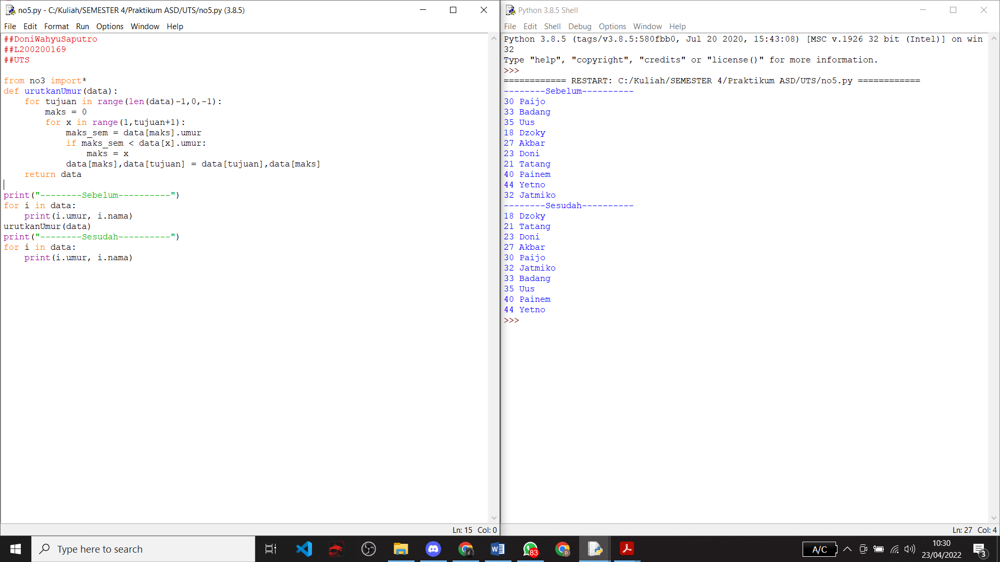 no5.py - C:/Kuliah/SEMESTER 4/Praktikum ASD/UTS/no5.py (3.8.5)
File Edit Format Run Options Window Help
##DoniWahyuSaputro
##L200200169
##UTS
from no3 import*
def urutkanUmur(data):
    for tujuan in range(len(data)-1,0,-1):
        maks = 0
        for x in range(1,tujuan+1):
            maks_sem = data[maks].umur
            if maks_sem < data[x].umur:
                maks = x
            data[maks],data[tujuan] = data[tujuan],data[maks]
    return data
print("--------Sebelum----------")
for i in data:
    print(i.umur, i.nama)
urutkanUmur(data)
print("--------Sesudah----------")
for i in data:
    print(i.umur, i.nama)
Ln: 15 Col: 0
Python 3.8.5 Shell
File Edit Shell Debug Options Window Help
Python 3.8.5 (tags/v3.8.5:580fbb0, Jul 20 2020, 15:43:08) [MSC v.1926 32 bit (Intel)] on win
32
Type "help", "copyright", "credits" or "license()" for more information.
>>>
============ RESTART: C:/Kuliah/SEMESTER 4/Praktikum ASD/UTS/no5.py ============
--------Sebelum----------
30 Paijo
33 Badang
35 Uus
18 Dzoky
27 Akbar
23 Doni
21 Tatang
40 Painem
44 Yetno
32 Jatmiko
--------Sesudah----------
18 Dzoky
21 Tatang
23 Doni
27 Akbar
30 Paijo
32 Jatmiko
33 Badang
35 Uus
40 Painem
44 Yetno
>>>
Ln: 27 Col: 4
Type here to search
83
D
A/C
10:30
23/04/2022
3